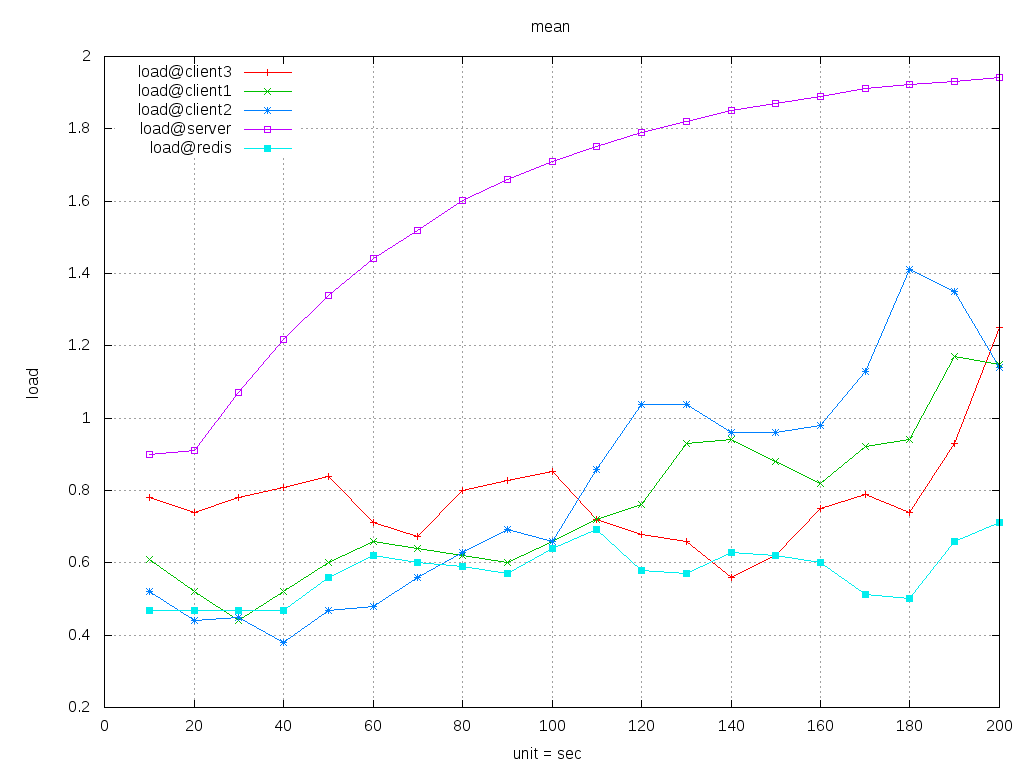 mean
load@client3
load@client1
load@client2
load@server
load@redis
2
1.8
1.6
1.4
1.2
1
0.8
0.6
0.4
0.2
load
0 20 40 60 80 100 120 140 160 180 200
unit = sec